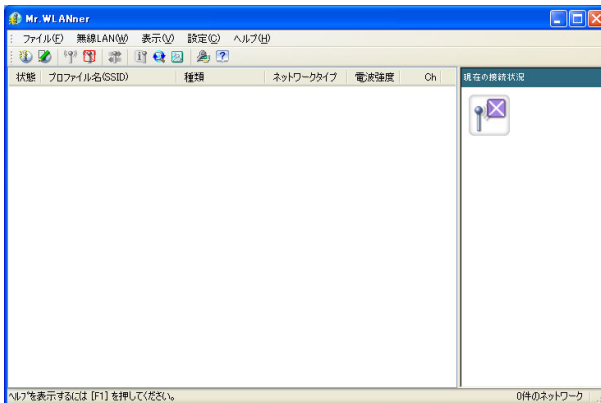 Mr.WLANner
ファイル(F) 無線LAN(W) 表示(V) 設定(C) ヘルプ(H)
状態 プロファイル名(SSID) 種類 ネットワークタイプ 電波強度 Ch 現在の接続状況
ヘルプを表示するには [F1] を押してください。 0件のネットワーク